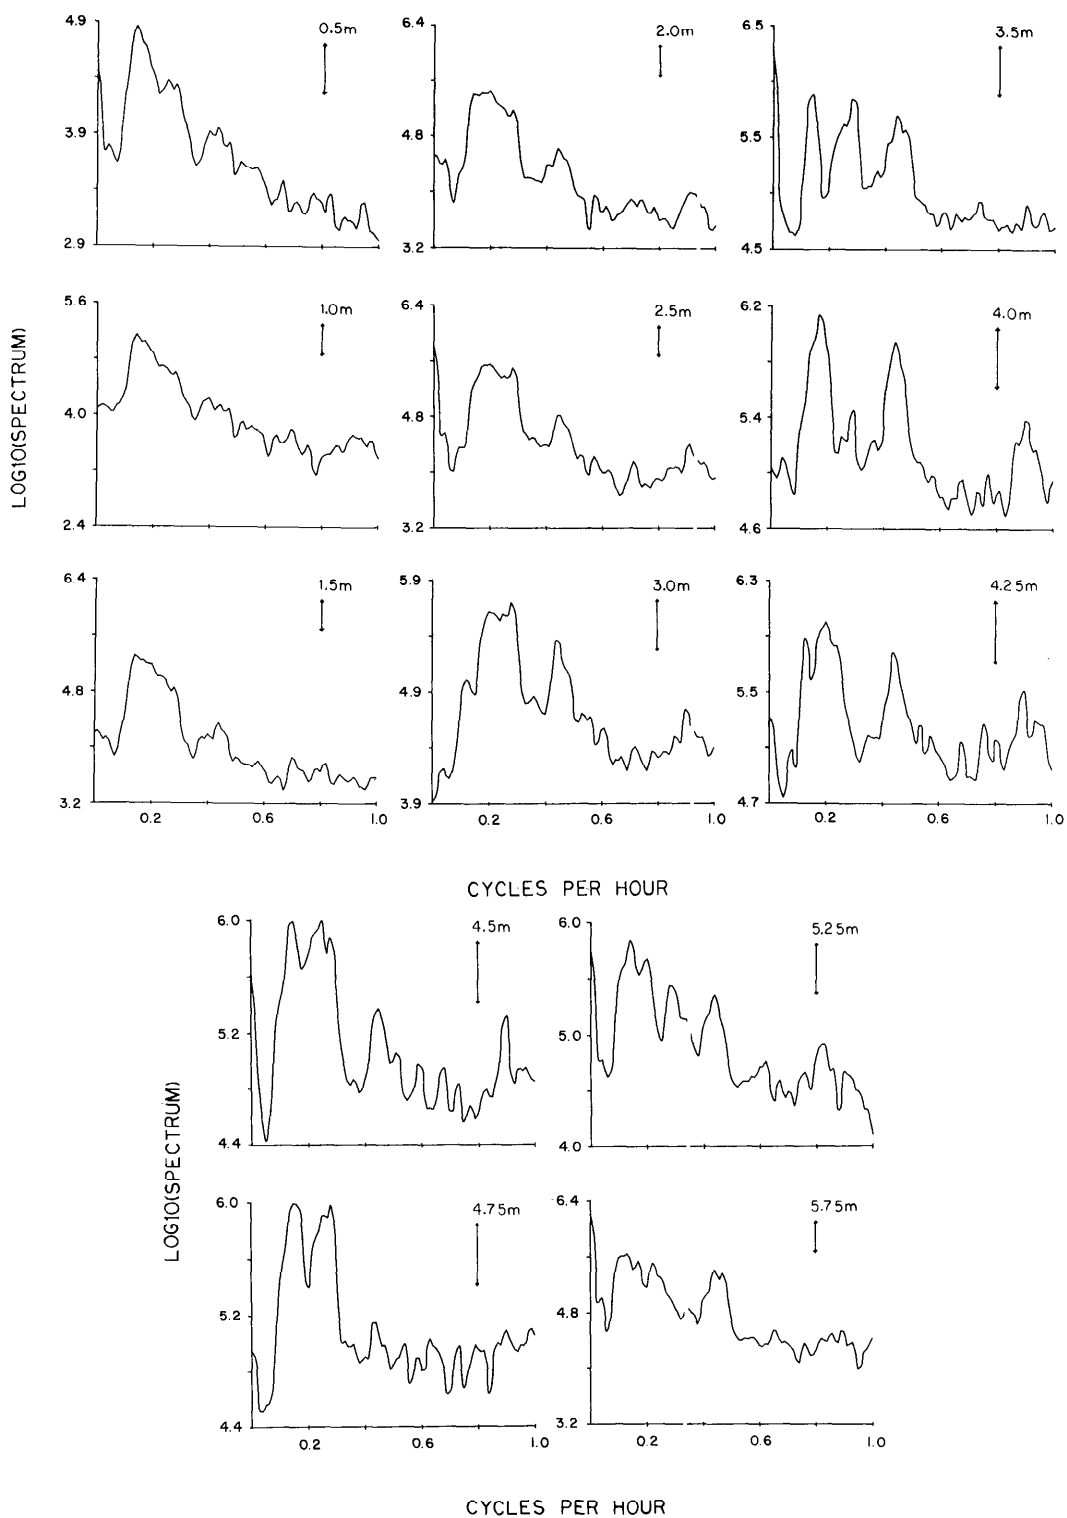 4.9
0.5m
3.9
2.9
6.4
2.0m
4.8
3.2
6.5
3.5m
5.5
4.5
LOG10(SPECTRUM)
5.6
1.0m
4.0
2.4
6.4
2.5m
4.8
3.2
6.2
4.0m
5.4
4.6
6.4
1.5m
4.8
3.2
0.2 0.6 1.0
5.9
3.0m
4.9
3.9
0.2 0.6 1.0
6.3
4.25m
5.5
4.7
0.2 0.6 1.0
CYCLES PER HOUR
LOG10(SPECTRUM)
6.0
4.5m
5.2
4.4
6.0
5.25m
5.0
4.0
6.0
4.75m
5.2
4.4
0.2 0.6 1.0
6.4
5.75m
4.8
3.2
0.2 0.6 1.0
CYCLES PER HOUR